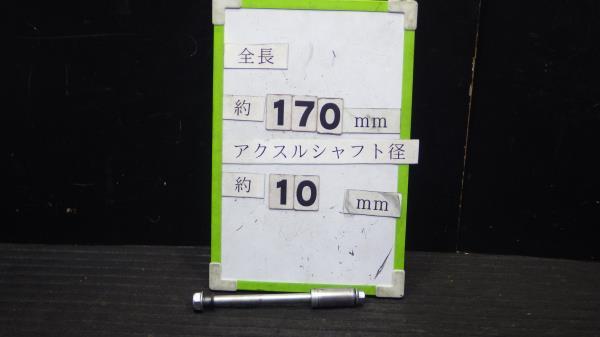 全長
約 170 mm
アクスルシャフト径
約 10 mm